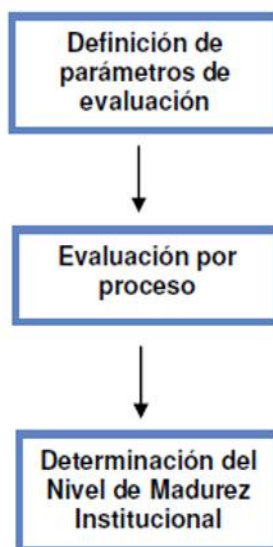 Definición de
parámetros de
evaluación
Evaluación por
proceso
Determinación del
Nivel de Madurez
Institucional